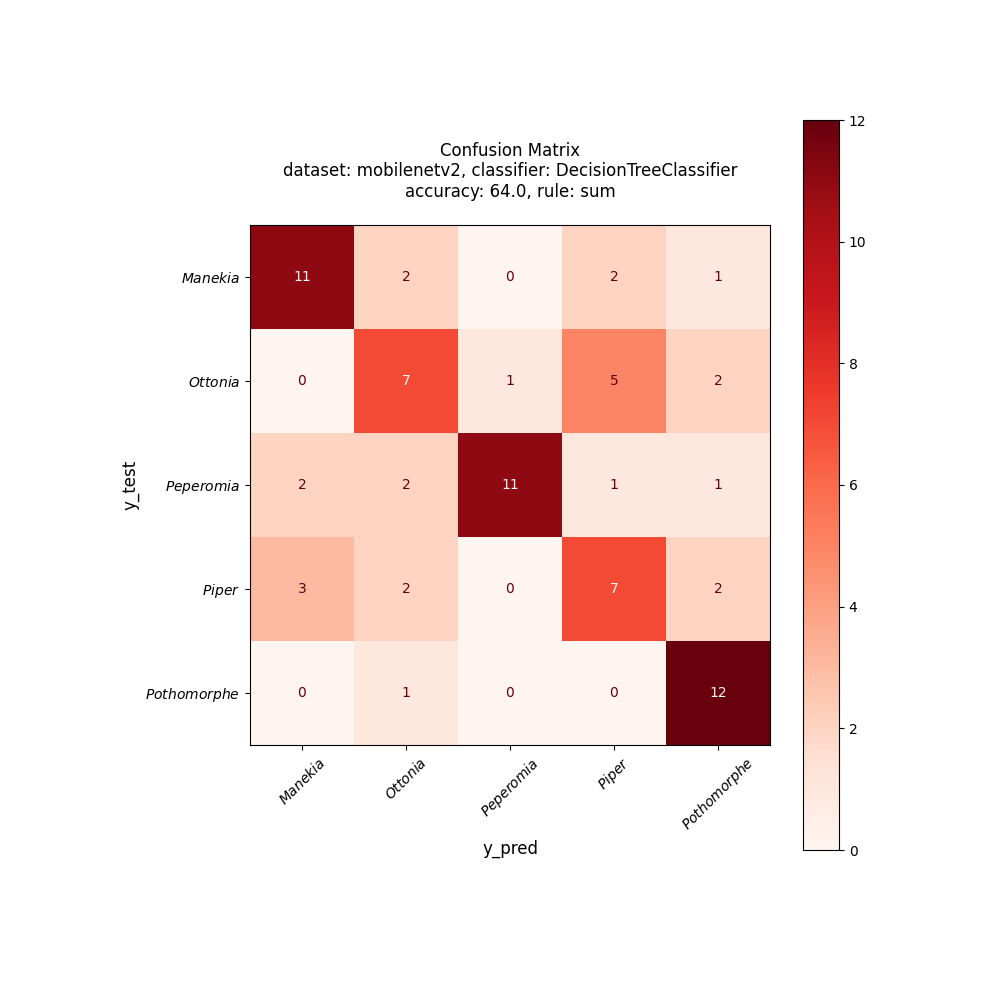 Confusion Matrix
dataset: mobilenetv2, classifier: DecisionTreeClassifier
accuracy: 64.0, rule: sum
Manekia 11 2 0 2 1
Ottonia 0 7 1 5 2
Peperomia 2 2 11 1 1
Piper 3 2 0 7 2
Pothomorphe 0 1 0 0 12
Manekia Ottonia Peperomia Piper Pothomorphe
y_test
y_pred
12
10
8
6
4
2
0